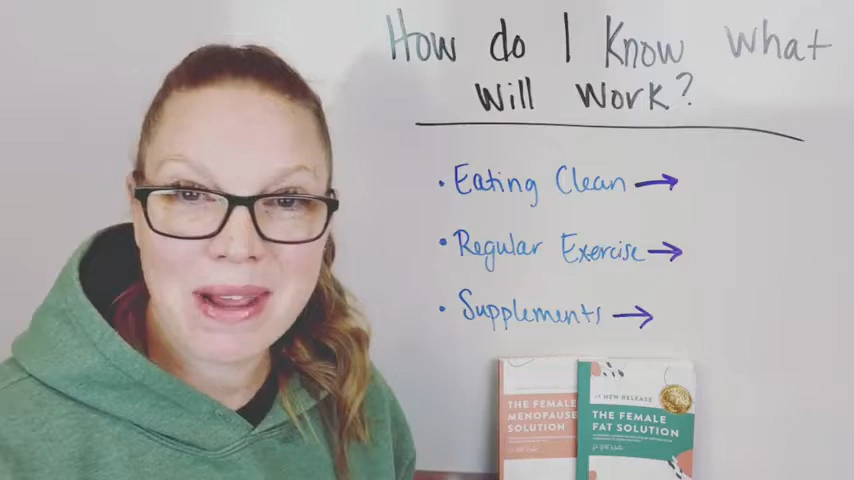 How do I Know what
Will Work?
• Eating Clean →
• Regular Exercise →
• Supplements →
THE FEMALE
MENOPAUSE
SOLUTION
#1 NEW RELEASE
THE FEMALE
FAT SOLUTION